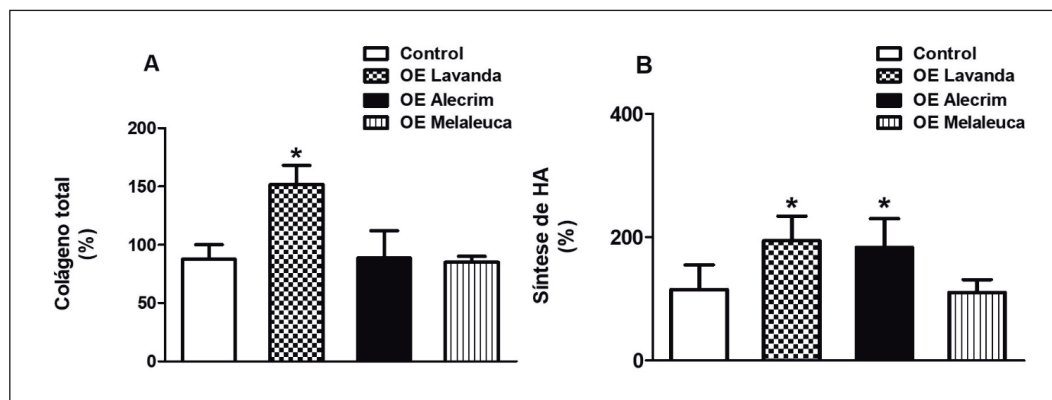 A
Control
OE Lavanda
OE Alecrim
OE Melaleuca
Colágeno total
(%)
200
150
100
50
0
*
B
Control
OE Lavanda
OE Alecrim
OE Melaleuca
Síntese de HA
(%)
400
200
0
* *